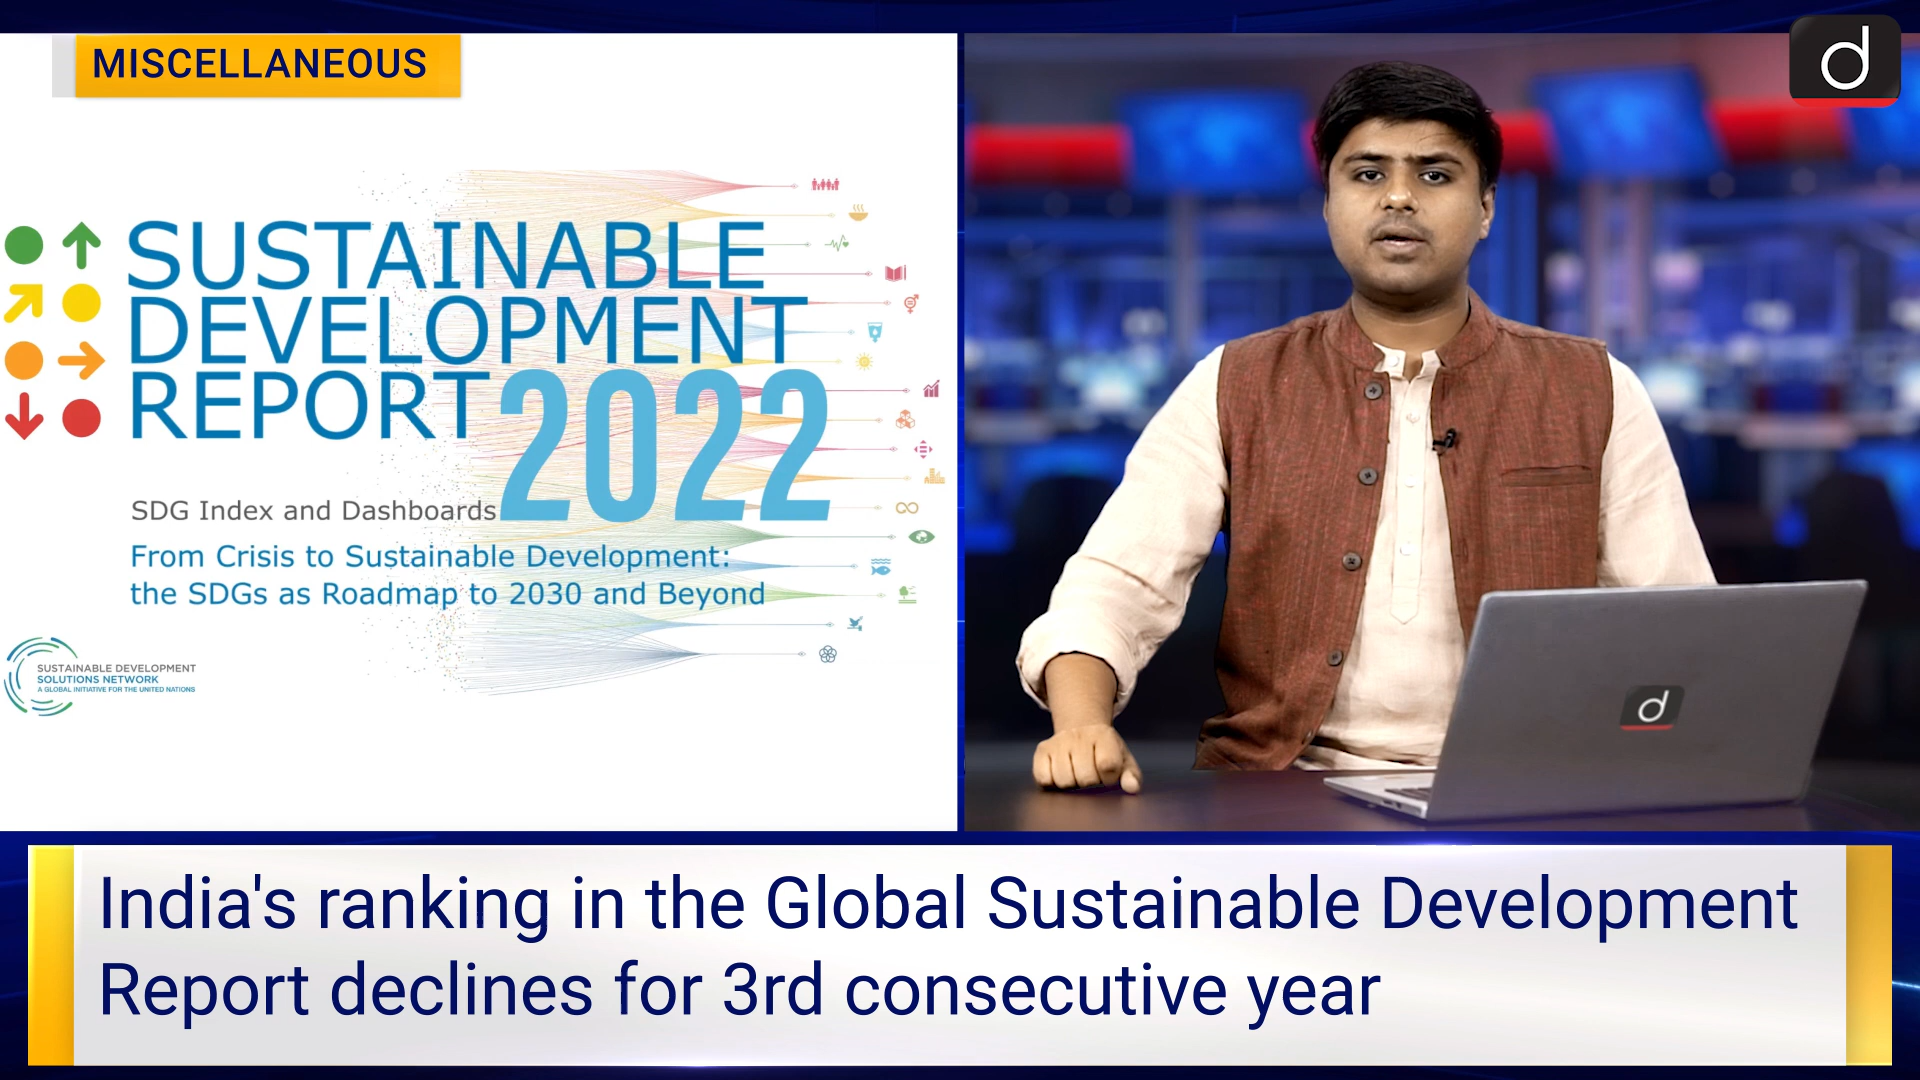 MISCELLANEOUS
d
SUSTAINABLE
DEVELOPMENT
REPORT 2022
SDG Index and Dashboards
From Crisis to Sustainable Development:
the SDGs as Roadmap to 2030 and Beyond
SUSTAINABLE DEVELOPMENT
SOLUTIONS NETWORK
A GLOBAL INITIATIVE FOR THE UNITED NATIONS
d
India's ranking in the Global Sustainable Development
Report declines for 3rd consecutive year